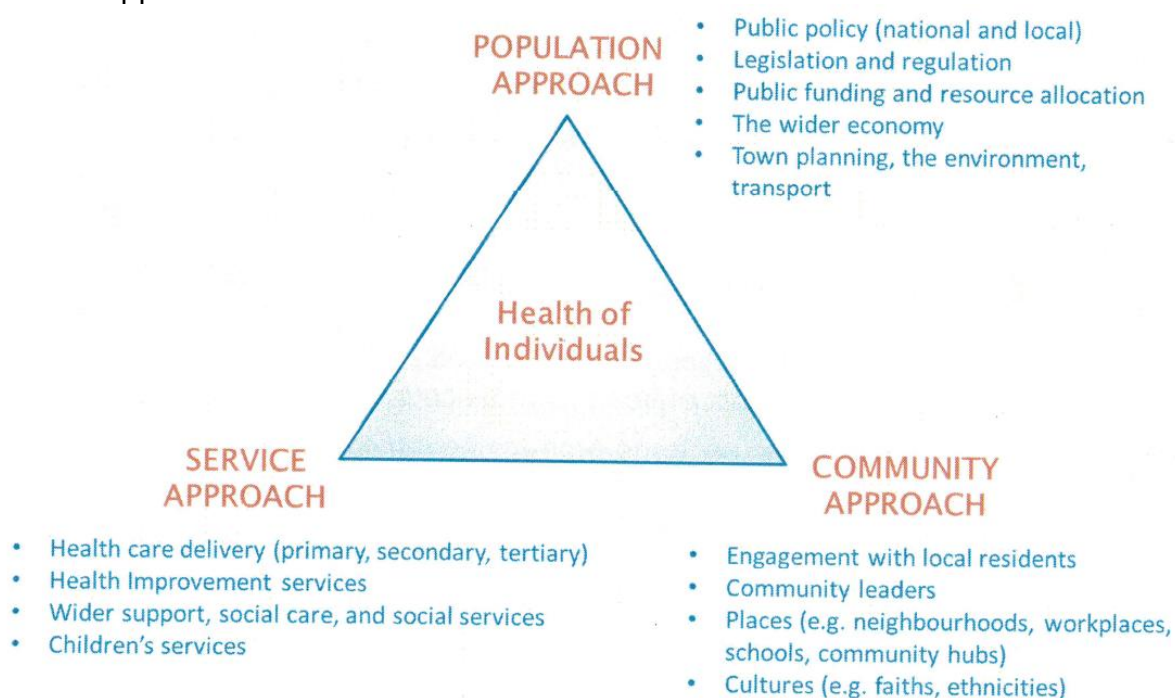 POPULATION
APPROACH
• Public policy (national and local)
• Legislation and regulation
• Public funding and resource allocation
• The wider economy
• Town planning, the environment,
transport
Health of
Individuals
SERVICE
APPROACH
• Health care delivery (primary, secondary, tertiary)
• Health Improvement services
• Wider support, social care, and social services
• Children's services
COMMUNITY
APPROACH
• Engagement with local residents
• Community leaders
• Places (e.g. neighbourhoods, workplaces,
schools, community hubs)
• Cultures (e.g. faiths, ethnicities)